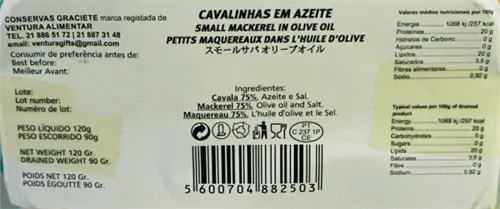 CONSERVAS GRACIETE marca registada de
VENTURA ALIMENTAR
TEL. 21 886 51 72 | 21 887 31 48
email: venturagifts@gmail.com
Consumir de preferência antes de:
Best before:
Meileur Avant:
Lote:
Lot number:
Numéro de lot:
PESO LÍQUIDO 120g
PESO ESCORRIDO 90g
NET WEIGHT 120 Gr.
DRAINED WEIGHT 90 Gr.
POIDS NET 120 Gr.
POIDS ÉGOUTTÉ 90 Gr.
CAVALINHAS EM AZEITE
SMALL MACKEREL IN OLIVE OIL
PETITS MAQUEREAUX DANS L'HUILE D'OLIVE
スモールサバ オリーブオイル
Ingredientes:
Cavala 75%, Azeite e Sal.
Mackerel 75%, Olive oil and Salt.
Maquereau 75%, L'huile d'olive et le Sel.
PT
C 237 1P
CE
5 600704 882503
Valores médios nutricionais por 100g
Energia 1068 kj /257 kcal
Proteínas 20 g
Hidratos de Carbono 0 g
Açucares 0 g
Lípidos 20 g
Saturados 3,5 g
Fibras alimentares 0 g
Sódio 0,92 g
Typical values per 100g of drained
product
Energy 1068 kj /257 kcal
Proteins 20 g
Carbohydrates 0 g
Sugars 0 g
Lipids 20 g
Saturates 3,5 g
Fibre 0 g
Sodium 0,92 g